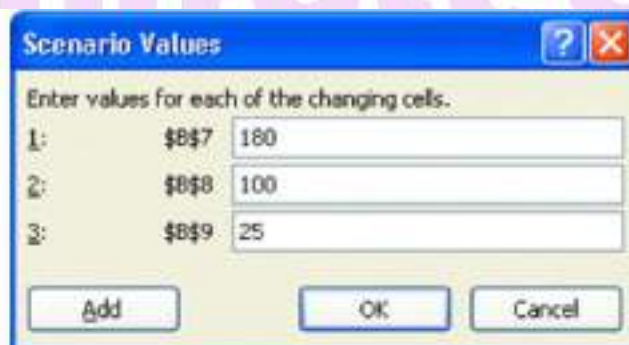 Scenario Values
Enter values for each of the changing cells.
1: $B$7 180
2: $B$8 100
3: $B$9 25
Add OK Cancel